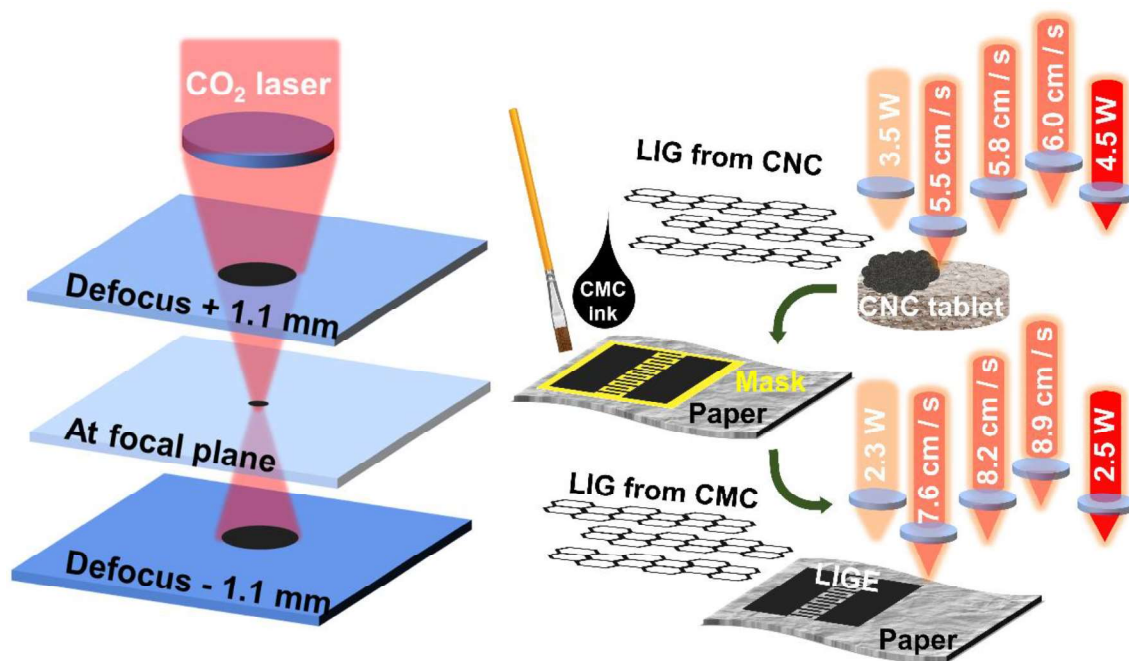 CO₂ laser
Defocus + 1.1 mm
At focal plane
Defocus - 1.1 mm
LIG from CNC
3.5 W
5.5 cm / s
5.8 cm / s
6.0 cm / s
4.5 W
CNC tablet
CMC
ink
Mask
Paper
2.3 W
7.6 cm / s
8.2 cm / s
8.9 cm / s
2.5 W
LIG from CMC
LIGE
Paper